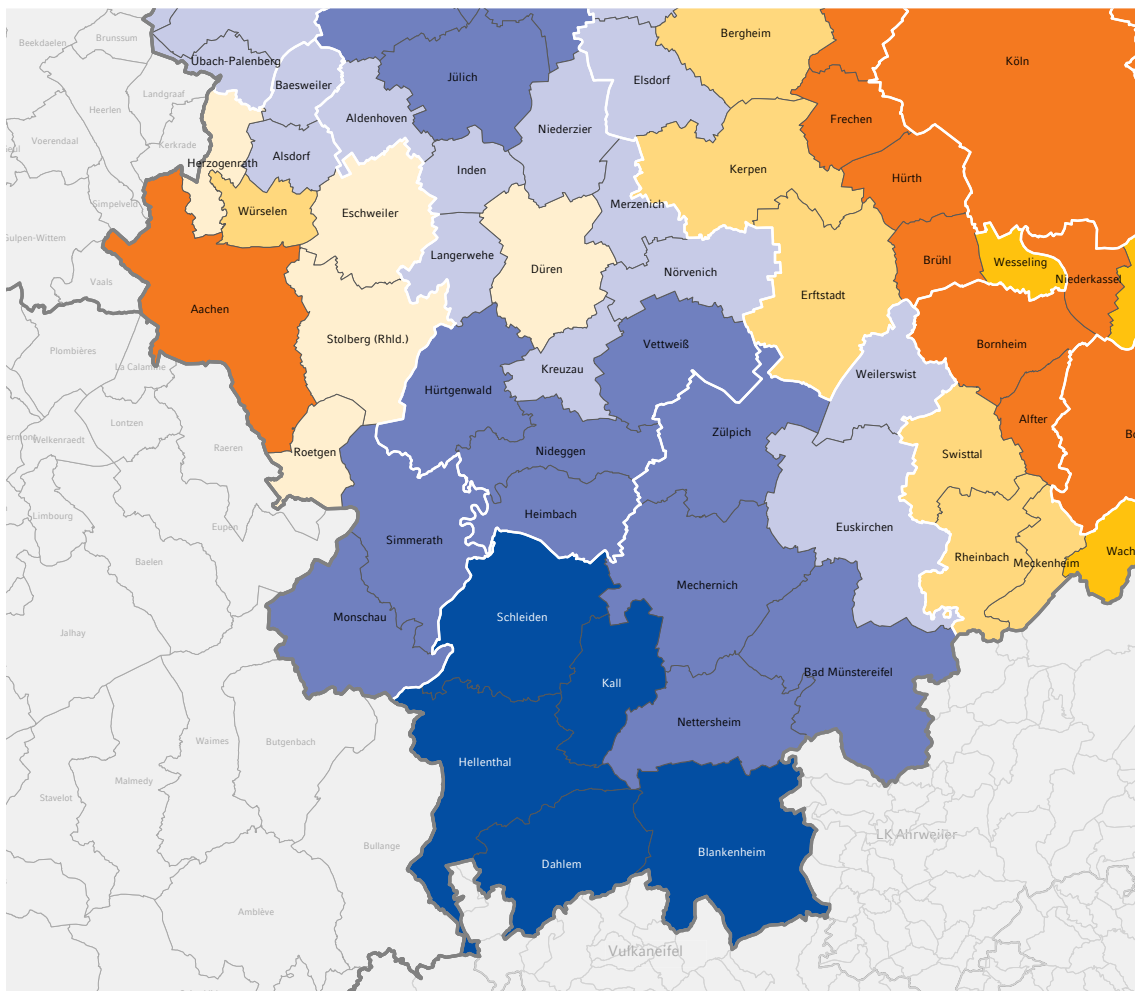 Beekdaelen
Brunssum
Bergheim
Übach-Palenberg
Köln
Jülich
Elsdorf
Baesweiler
Landgraaf
Heerlen
Aldenhoven
Frechen
Niederzier
Voerendaal
Kerkrade
Alsdorf
Herzogenrath
Inden
Kerpen
Hürth
Simpelveld
Würselen
Eschweiler
Merzenich
Gulpen-Wittem
Langerwehe
Düren
Nörvenich
Brühl
Wesseling
Vaals
Niederkassel
Erftstadt
Aachen
Stolberg (Rhld.)
Vettweiß
Bornheim
Plombières
La Calamine
Kreuzau
Weilerswist
Hürtgenwald
Lontzen
Alfter
Welkenraedt
Zülpich
Raeren
Roetgen
Nideggen
Swisttal
Limbourg
Heimbach
Eupen
Euskirchen
Simmerath
Wach
Baelen
Rheinbach
Meckenheim
Mechernich
Monschau
Schleiden
Jalhay
Bad Münstereifel
Kall
Nettersheim
Waimes
Butgenbach
Hellenthal
Malmedy
Stavelot
LK Ahrweiler
Bullange
Blankenheim
Dahlem
Amblève
Vulkaneifel